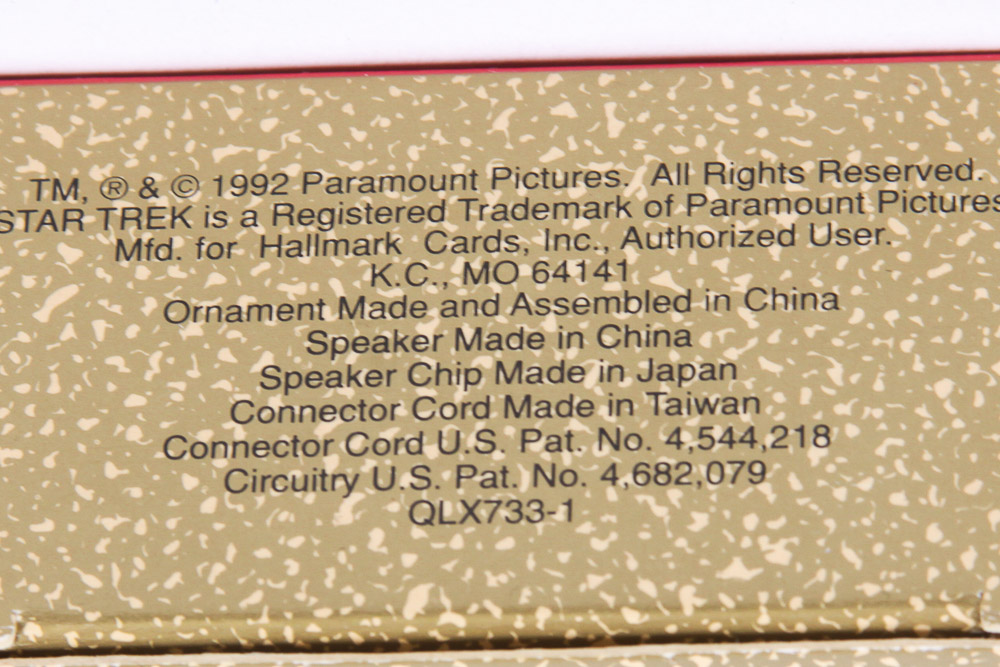 TM, ® & © 1992 Paramount Pictures. All Rights Reserved.
STAR TREK is a Registered Trademark of Paramount Pictures
Mfd. for Hallmark Cards, Inc., Authorized User.
K.C., MO 64141
Ornament Made and Assembled in China
Speaker Made in China
Speaker Chip Made in Japan
Connector Cord Made in Taiwan
Connector Cord U.S. Pat. No. 4,544,218
Circuitry U.S. Pat. No. 4,682,079
QLX733-1